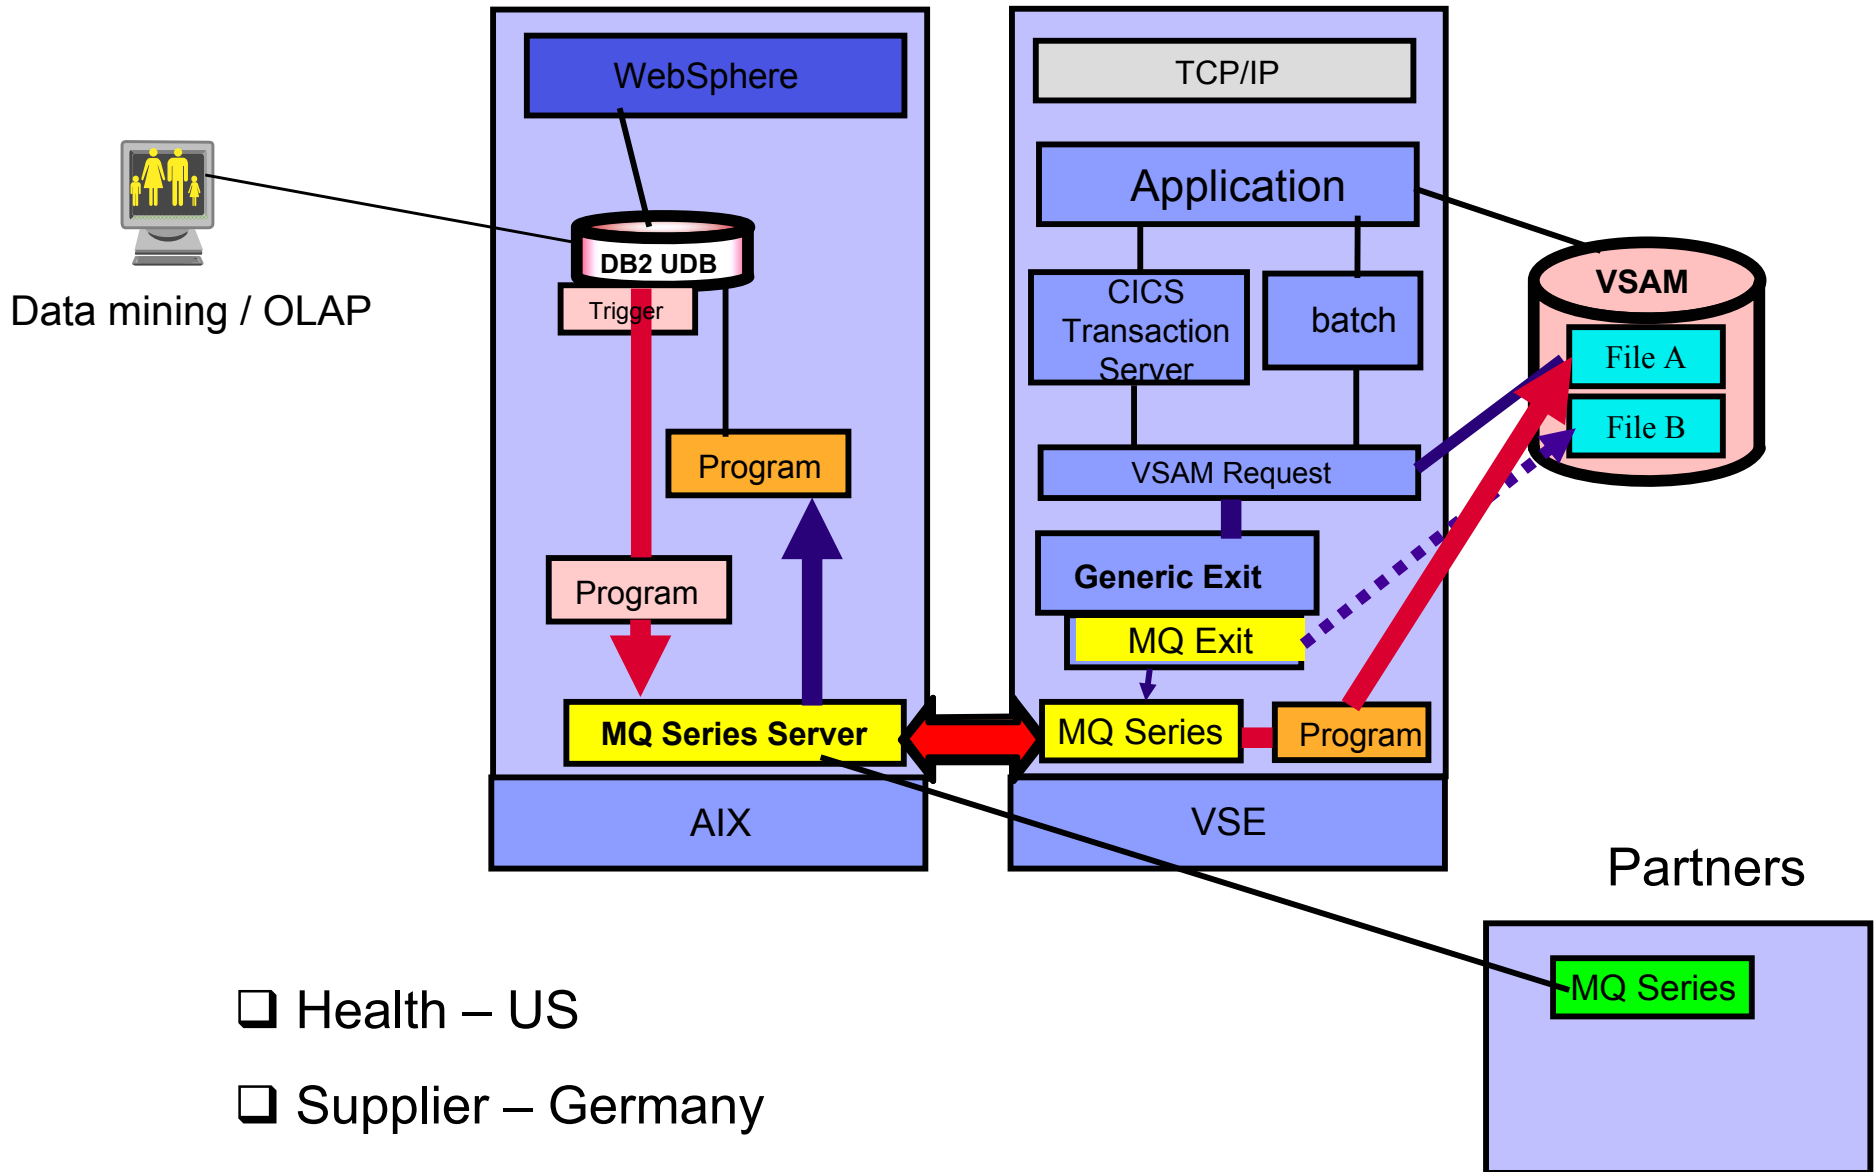 WebSphere
TCP/IP
Application
DB2 UDB
Trigger
Data mining / OLAP
CICS
Transaction
Server
batch
VSAM
File A
File B
Program
VSAM Request
Generic Exit
Program
MQ Exit
MQ Series Server
MQ Series
Program
AIX
VSE
Partners
MQ Series
❑ Health – US
❑ Supplier – Germany